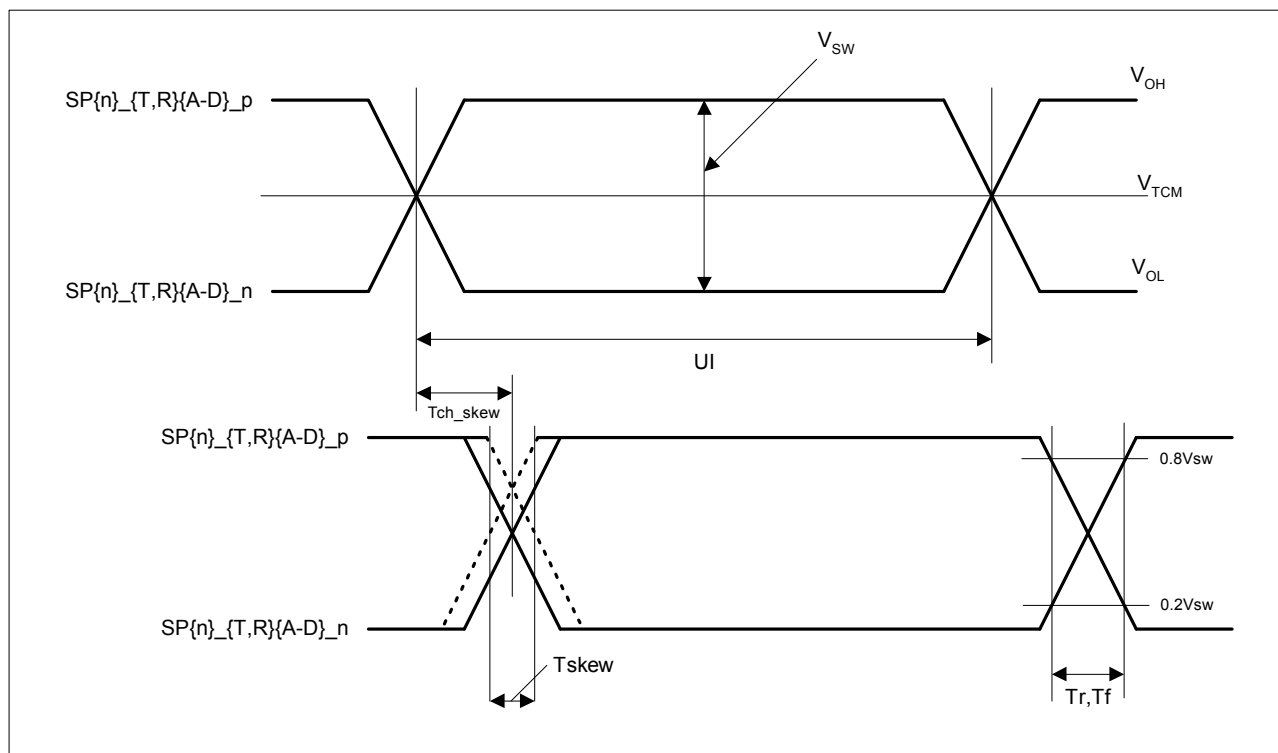 V_SW
SP{n}_{T,R}{A-D}_p
V_OH
V_TCM
SP{n}_{T,R}{A-D}_n
V_OL
UI
Tch_skew
SP{n}_{T,R}{A-D}_p
0.8Vsw
SP{n}_{T,R}{A-D}_n
0.2Vsw
Tskew
Tr,Tf